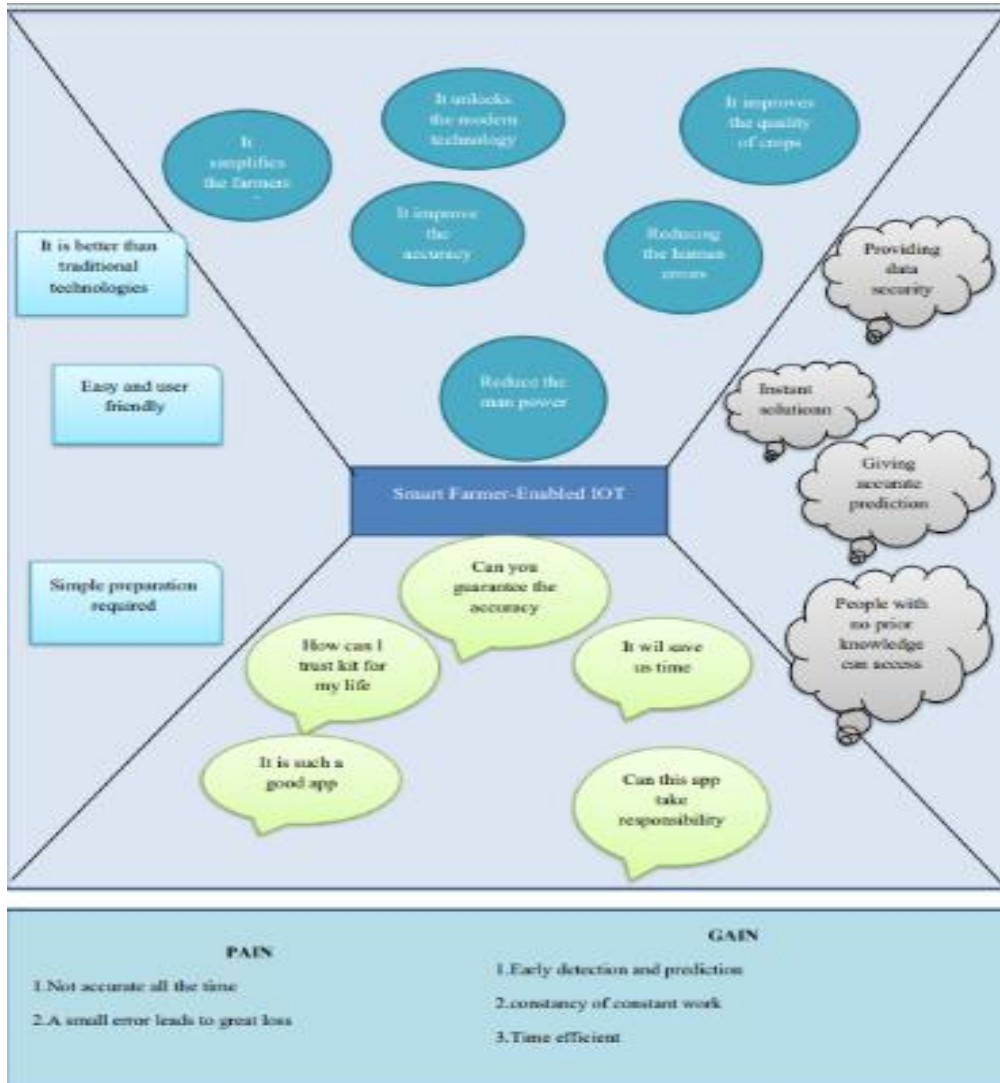 It
simplifies
the farmers
It unlocks
the modern
technology
It improves
the quality
of crops
It improve
the
accuracy
Reducing
the human
errors
Reduce the
man power
It is better than
traditional
technologies
Easy and user
friendly
Simple preparation
required
Providing
data
security
Instant
solutionn
Giving
accurate
prediction
People with
no prior
knowledge
can access
Smart Farmer-Enabled IOT
Can you
guarantee the
accuracy
How can I
trust kit for
my life
It wil save
us time
It is such a
good app
Can this app
take
responsibility
PAIN
1.Not accurate all the time
2.A small error leads to great loss
GAIN
1.Early detection and prediction
2.constancy of constant work
3.Time efficient